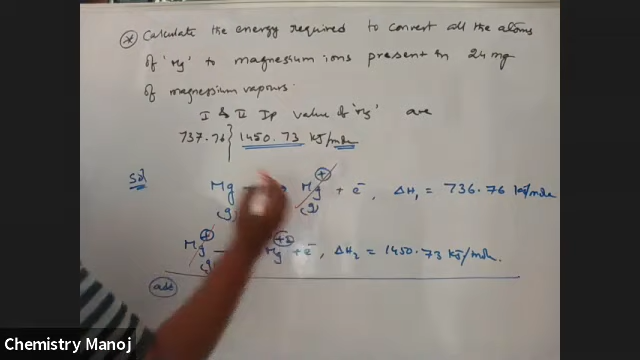 * Calculate the energy required to convert all the atoms
of 'Mg' to magnesium ions present in 24 mg
of magnesium vapours.
I & II Ip value of 'Mg' are
737.76 } 1450.73 kJ/mole
Sol
Mg (g) Mg+ (g) + e-, ΔH1 = 736.76 kJ/mole
Mg+ (g) Mg+2 + e-, ΔH2 = 1450.73 kJ/mole.
add
Chemistry Manoj